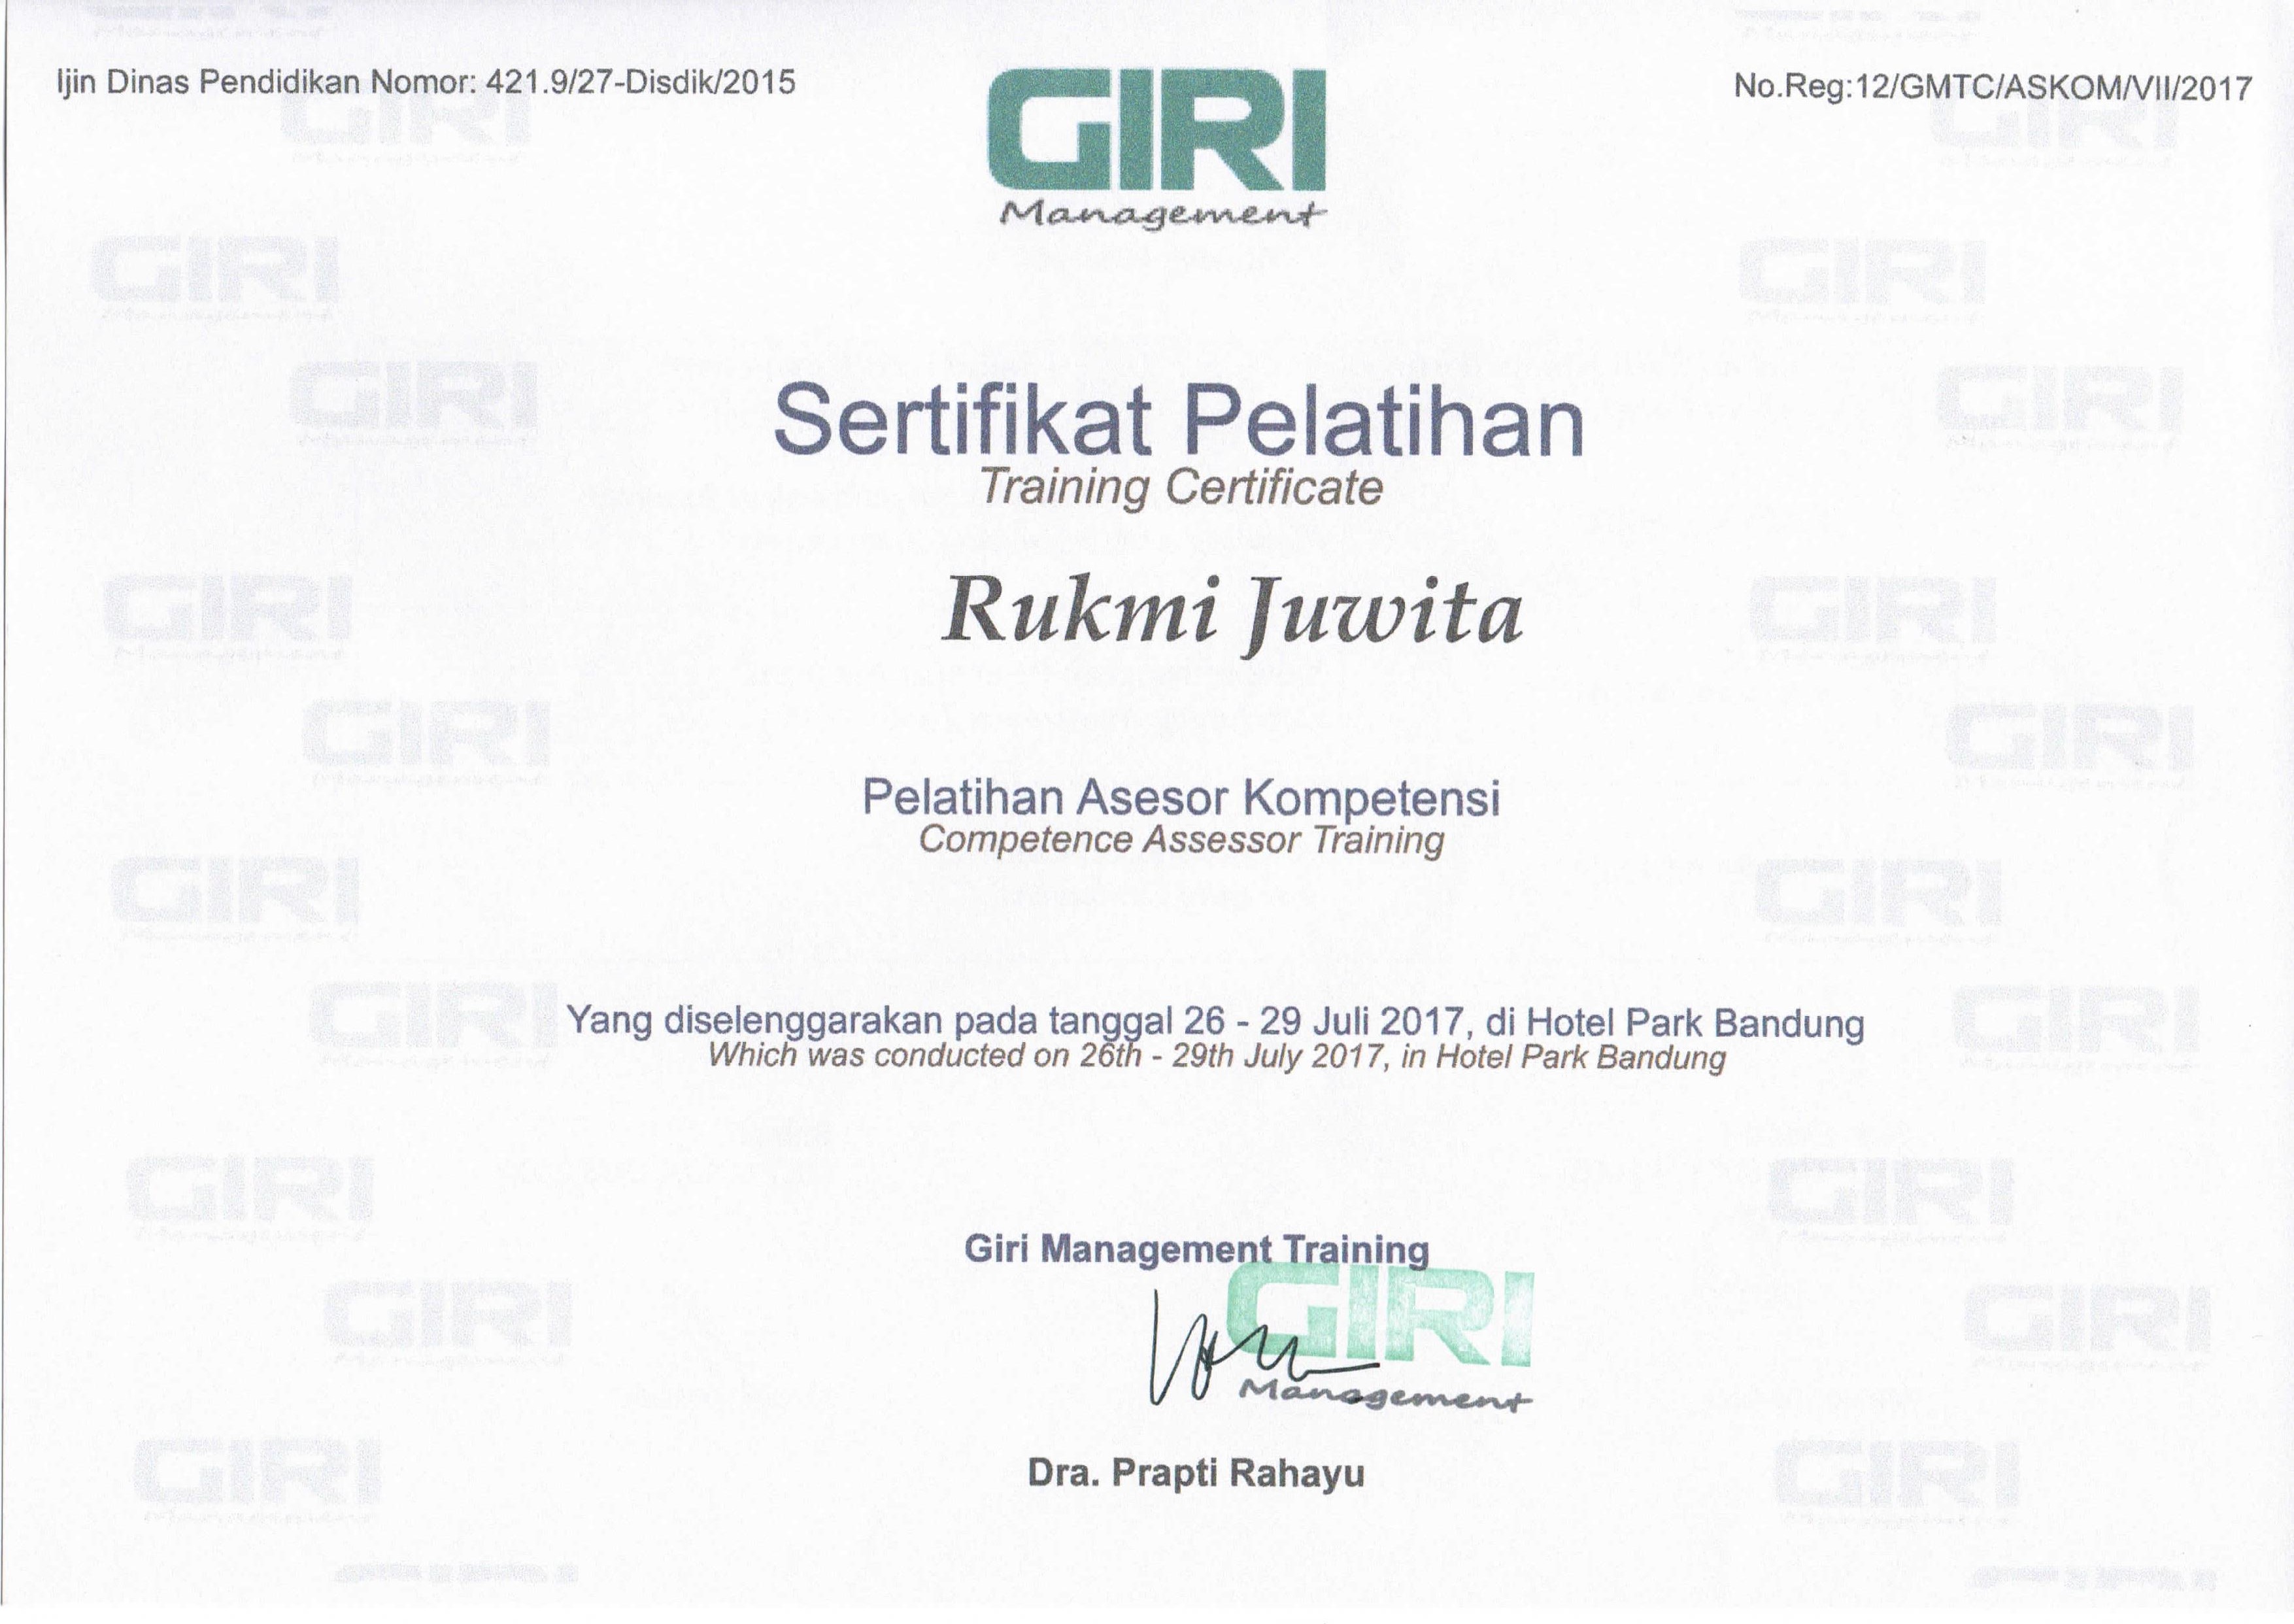 Ijin Dinas Pendidikan Nomor: 421.9/27-Disdik/2015
No.Reg:12/GMTC/ASKOM/VII/2017
GIRI
Management
Sertifikat Pelatihan
Training Certificate
Rukmi Juwita
Pelatihan Asesor Kompetensi
Competence Assessor Training
Yang diselenggarakan pada tanggal 26 - 29 Juli 2017, di Hotel Park Bandung
Which was conducted on 26th - 29th July 2017, in Hotel Park Bandung
Giri Management Training
GIRI
Management
Dra. Prapti Rahayu